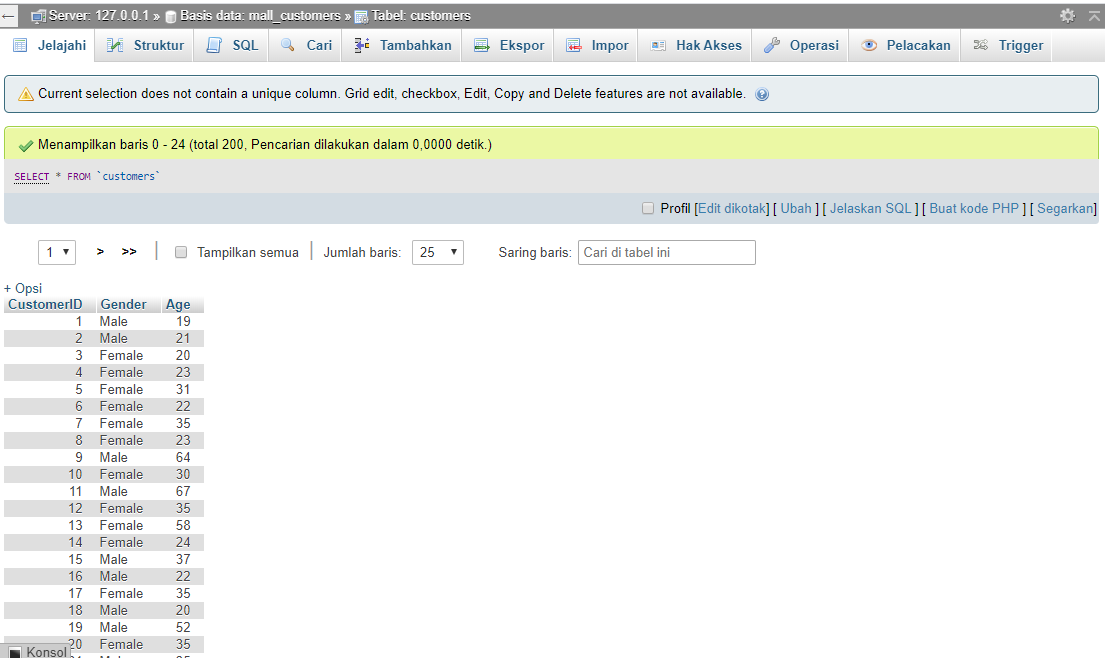 Server: 127.0.0.1 » Basis data: mall_customers » Tabel: customers
Jelajahi Struktur SQL Cari Tambahkan Ekspor Impor Hak Akses Operasi Pelacakan Trigger
Current selection does not contain a unique column. Grid edit, checkbox, Edit, Copy and Delete features are not available.
Menampilkan baris 0 - 24 (total 200, Pencarian dilakukan dalam 0,0000 detik.)
SELECT * FROM `customers`
Profil [Edit dikotak] [ Ubah ] [ Jelaskan SQL ] [ Buat kode PHP ] [ Segarkan]
1 > >> Tampilkan semua Jumlah baris: 25 Saring baris: Cari di tabel ini
+ Opsi
CustomerID Gender Age
1 Male 19
2 Male 21
3 Female 20
4 Female 23
5 Female 31
6 Female 22
7 Female 35
8 Female 23
9 Male 64
10 Female 30
11 Male 67
12 Female 35
13 Female 58
14 Female 24
15 Male 37
16 Male 22
17 Female 35
18 Male 20
19 Male 52
20 Female 35
Konsol